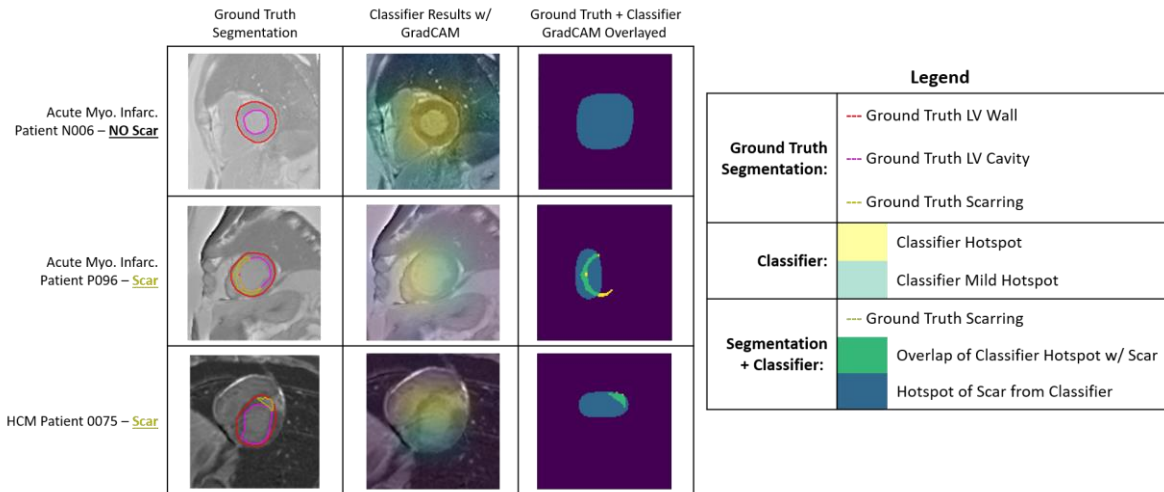 Ground Truth
Segmentation
Classifier Results w/
GradCAM
Ground Truth + Classifier
GradCAM Overlayed
Acute Myo. Infarc.
Patient N006 – NO Scar
Acute Myo. Infarc.
Patient P096 – Scar
HCM Patient 0075 – Scar
Legend
Ground Truth
Segmentation:
Ground Truth LV Wall
Ground Truth LV Cavity
Ground Truth Scarring
Classifier:
Classifier Hotspot
Classifier Mild Hotspot
Segmentation
+ Classifier:
Ground Truth Scarring
Overlap of Classifier Hotspot w/ Scar
Hotspot of Scar from Classifier